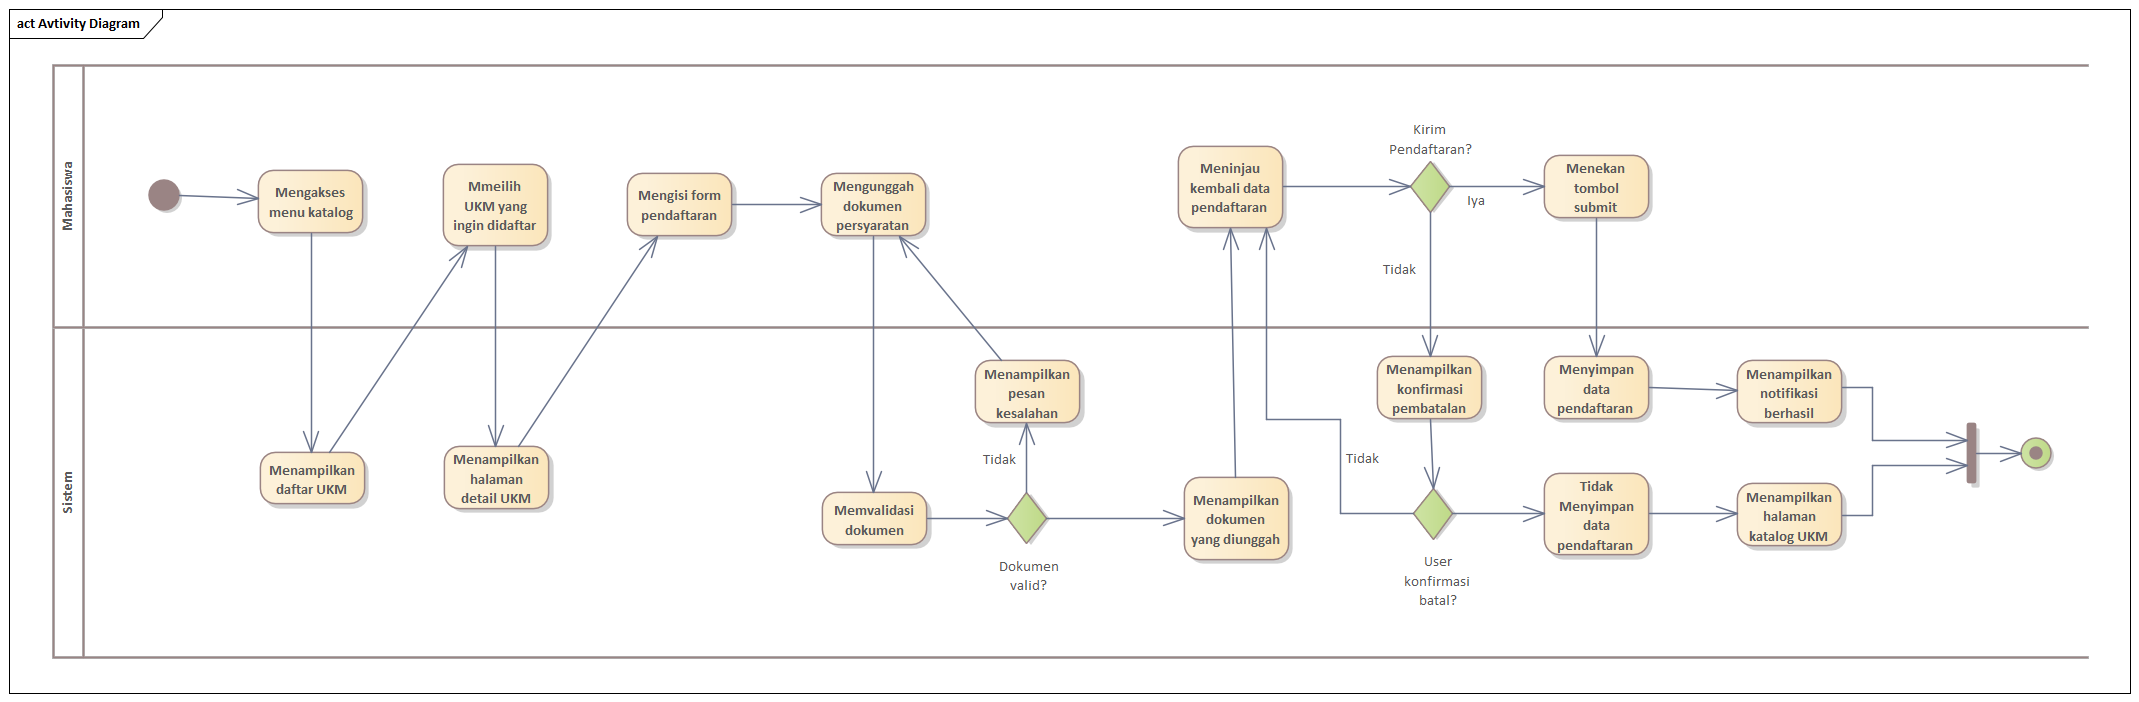 act Avtivity Diagram
Mahasiswa
Mengakses
menu katalog
Mmeilih
UKM yang
ingin didaftar
Mengisi form
pendaftaran
Mengunggah
dokumen
persyaratan
Meninjau
kembali data
pendaftaran
Kirim
Pendaftaran?
Iya
Tidak
Menekan
tombol
submit
Sistem
Menampilkan
daftar UKM
Menampilkan
halaman
detail UKM
Memvalidasi
dokumen
Menampilkan
pesan
kesalahan
Tidak
Dokumen
valid?
Menampilkan
dokumen
yang diunggah
Menampilkan
konfirmasi
pembatalan
Tidak
User
konfirmasi
batal?
Menyimpan
data
pendaftaran
Menampilkan
notifikasi
berhasil
Tidak
Menyimpan
data
pendaftaran
Menampilkan
halaman
katalog UKM